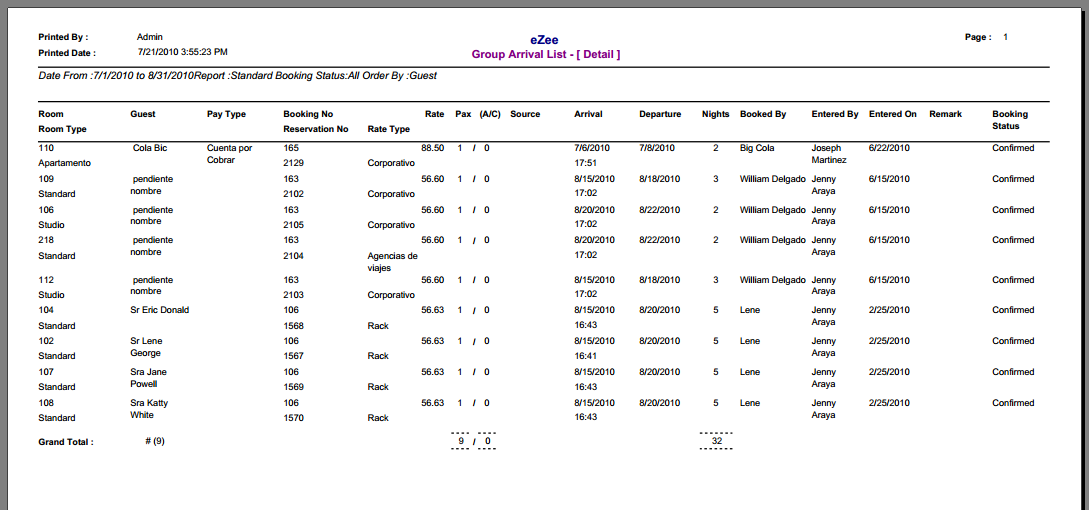 Printed By : Admin
eZee
Page : 1
Printed Date : 7/21/2010 3:55:23 PM
Group Arrival List - [ Detail ]
Date From :7/1/2010 to 8/31/2010Report :Standard Booking Status:All Order By :Guest
Room Guest Pay Type Booking No Rate Pax (A/C) Source Arrival Departure Nights Booked By Entered By Entered On Remark Booking
Room Type Reservation No Rate Type Status
110 Cola Bic Cuenta por 165 88.50 1 / 0 7/6/2010 7/8/2010 2 Big Cola Joseph 6/22/2010 Confirmed
Apartamento Cobrar 2129 Corporativo 17:51 Martinez
109 pendiente 163 56.60 1 / 0 8/15/2010 8/18/2010 3 William Delgado Jenny 6/15/2010 Confirmed
Standard nombre 2102 Corporativo 17:02 Araya
106 pendiente 163 56.60 1 / 0 8/20/2010 8/22/2010 2 William Delgado Jenny 6/15/2010 Confirmed
Studio nombre 2105 Corporativo 17:02 Araya
218 pendiente 163 56.60 1 / 0 8/20/2010 8/22/2010 2 William Delgado Jenny 6/15/2010 Confirmed
Standard nombre 2104 Agencias de 17:02 Araya
viajes
112 pendiente 163 56.60 1 / 0 8/15/2010 8/18/2010 3 William Delgado Jenny 6/15/2010 Confirmed
Studio nombre 2103 Corporativo 17:02 Araya
104 Sr Eric Donald 106 56.63 1 / 0 8/15/2010 8/20/2010 5 Lene Jenny 2/25/2010 Confirmed
Standard 1568 Rack 16:43 Araya
102 Sr Lene 106 56.63 1 / 0 8/15/2010 8/20/2010 5 Lene Jenny 2/25/2010 Confirmed
Standard George 1567 Rack 16:41 Araya
107 Sra Jane 106 56.63 1 / 0 8/15/2010 8/20/2010 5 Lene Jenny 2/25/2010 Confirmed
Standard Powell 1569 Rack 16:43 Araya
108 Sra Katty 106 56.63 1 / 0 8/15/2010 8/20/2010 5 Lene Jenny 2/25/2010 Confirmed
Standard White 1570 Rack 16:43 Araya
Grand Total : # (9) 9 / 0 32